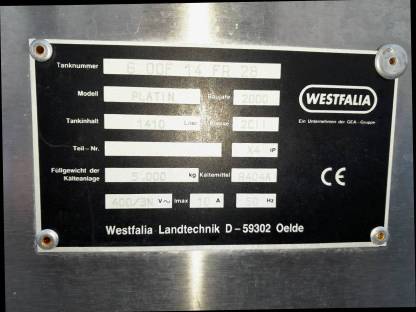 Tanknummer 6 00F 14 FR 28
Modell PLATIN Baujahr 2000
WESTFALIA
Ein Unternehmen der GEA-Gruppe
Tankinhalt 1410 Liter Klasse 2CII
Teil-Nr. X4 IP
Füllgewicht der
Kälteanlage 5.000 kg Kältemittel R404A
CE
400/3N V~ Imax 10 A 50 Hz
Westfalia Landtechnik D-59302 Oelde